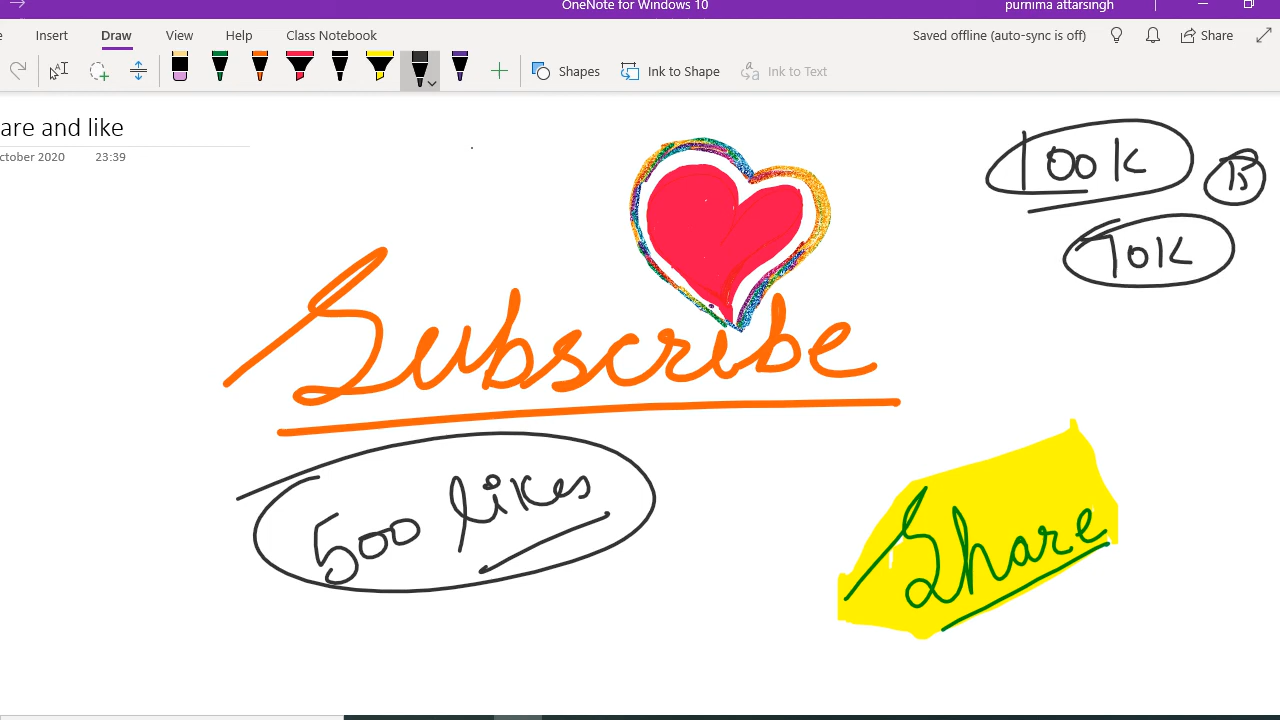 OneNote for Windows 10
purnima attarsingh
Insert Draw View Help Class Notebook
Saved offline (auto-sync is off) Share
Shapes Ink to Shape Ink to Text
are and like
ctober 2020 23:39
100K
B
10K
Subscribe
500 likes
Share